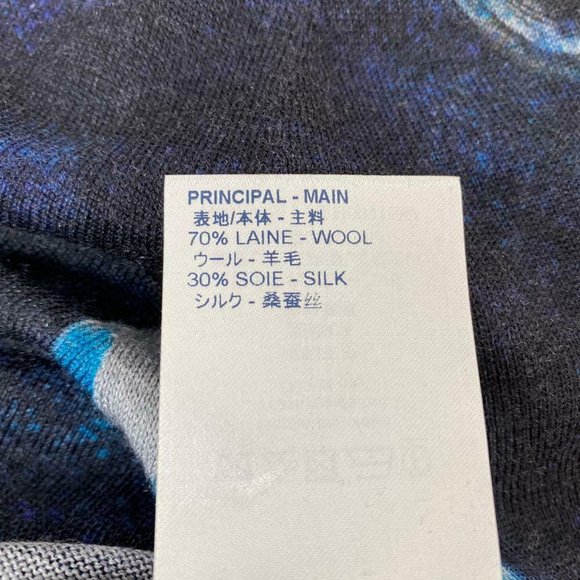 PRINCIPAL - MAIN
表地/本体 - 主料
70% LAINE - WOOL
ウール - 羊毛
30% SOIE - SILK
シルク - 桑蚕丝